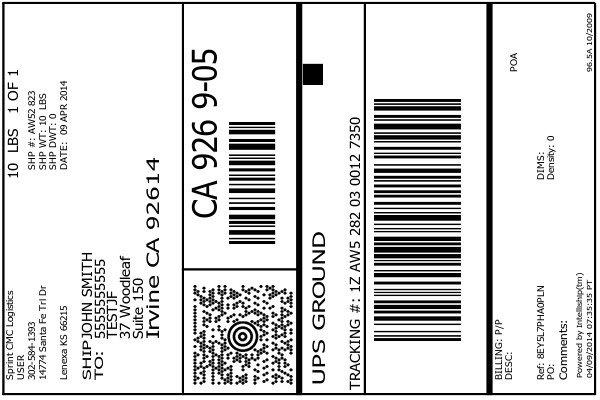 Sprint CMC Logistics
USER
302-584-1393
14774 Santa Fe Trl Dr
Lenexa KS 66215
10 LBS 1 OF 1
SHP #: AW52 823
SHP WT: 10 LBS
SHP DWT: 0
DATE: 09 APR 2014
SHIP
TO:
JOHN SMITH
5555555555
TESTJF
37 Woodleaf
Suite 150
Irvine CA 92614
CA 926 9-05
UPS GROUND
TRACKING #: 1Z AW5 282 03 0012 7350
BILLING: P/P
DESC:
POA
Ref: 8EY5L7PHA0PLN
PO:
DIMS:
Density: 0
Comments:
Powered by Intelliship(tm)
04/09/2014 07:35:35 PT
96.5A 10/2009